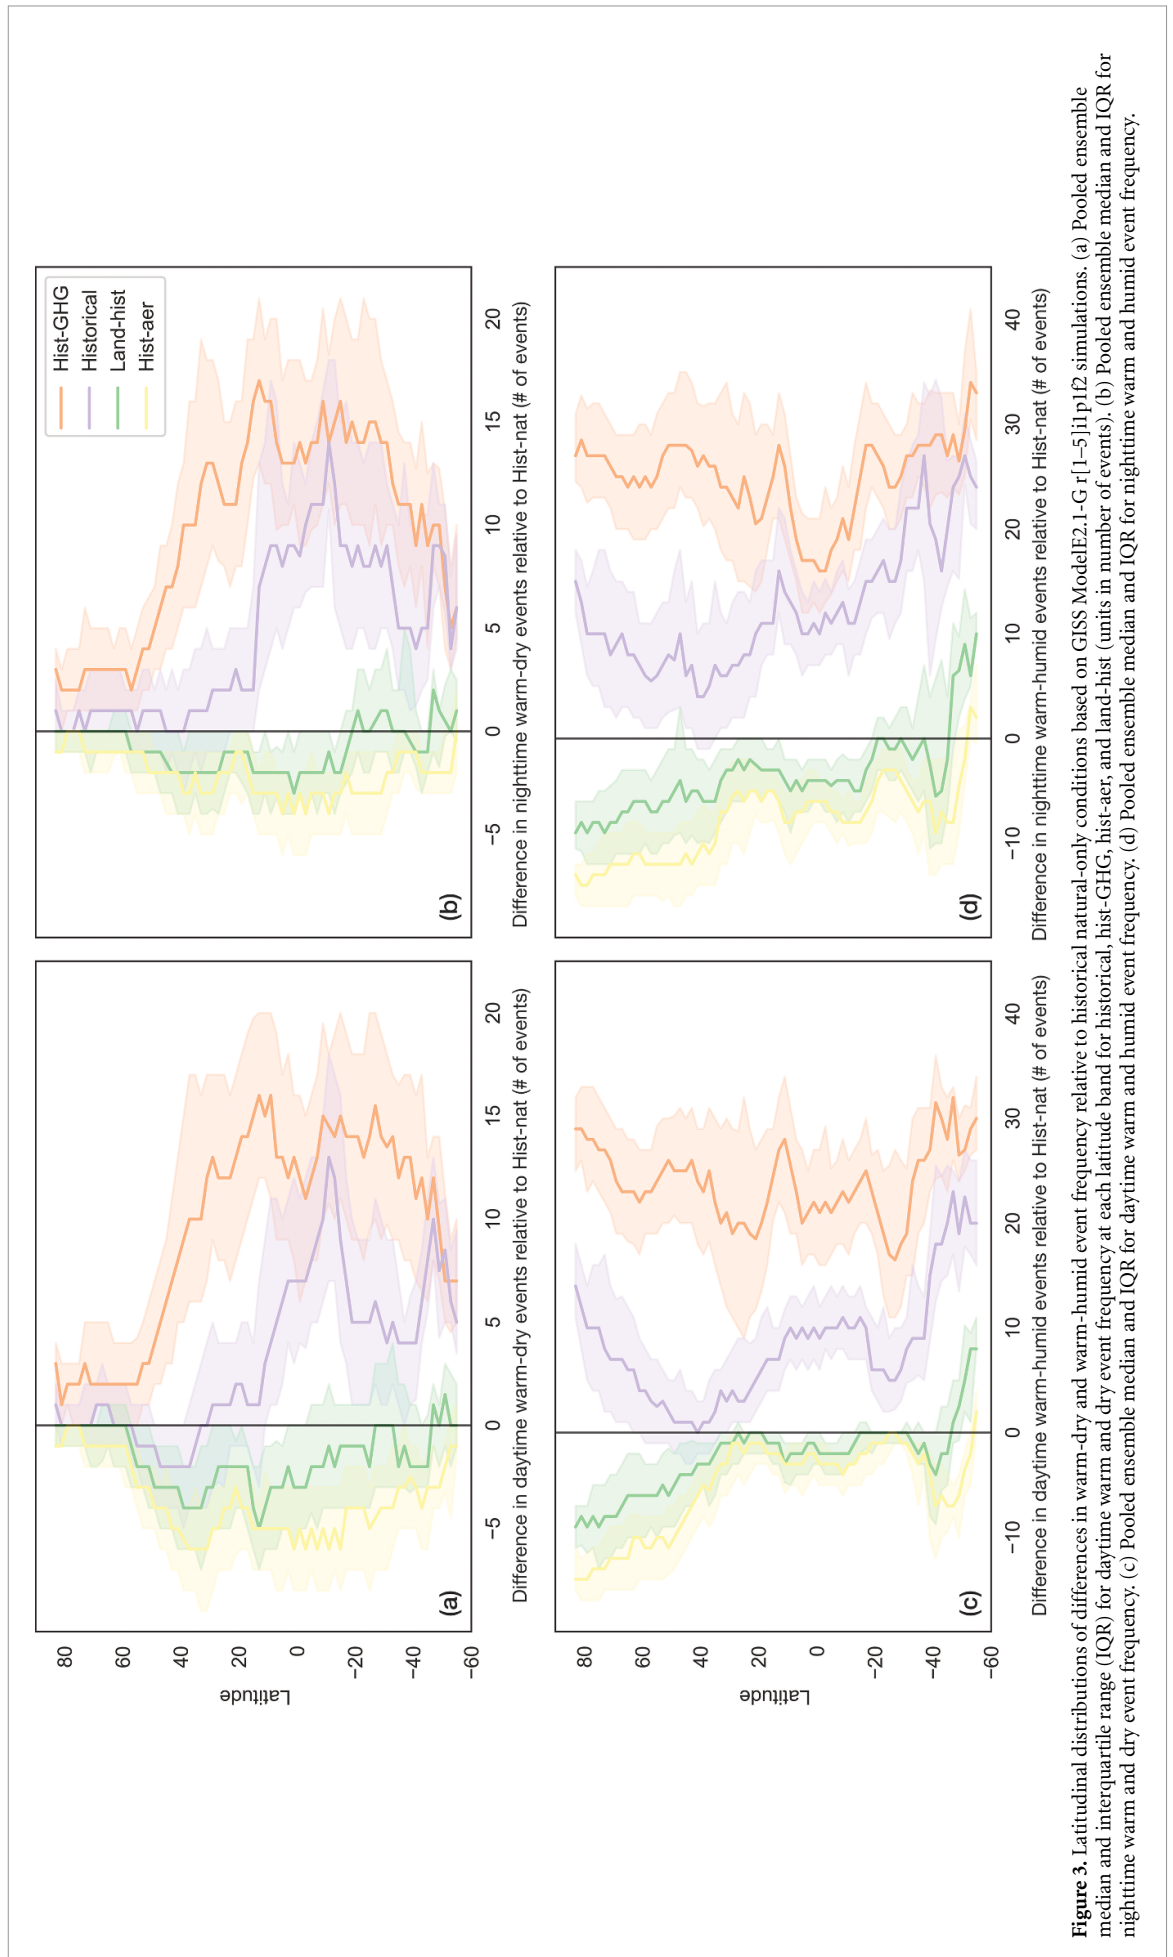 80
60
40
20
0
−20
−40
−60
Latitude
(a)
−5
0
5
10
15
20
Difference in daytime warm-dry events relative to Hist-nat (# of events)
Hist-GHG
Historical
Land-hist
Hist-aer
(b)
−5
0
5
10
15
20
Difference in nighttime warm-dry events relative to Hist-nat (# of events)
80
60
40
20
0
−20
−40
−60
Latitude
(c)
−10
0
10
20
30
40
Difference in daytime warm-humid events relative to Hist-nat (# of events)
(d)
−10
0
10
20
30
40
Difference in nighttime warm-humid events relative to Hist-nat (# of events)
Figure 3. Latitudinal distributions of differences in warm-dry and warm-humid event frequency relative to historical natural-only conditions based on GISS ModelE2.1-G r[1–5]i1p1f2 simulations. (a) Pooled ensemble
median and interquartile range (IQR) for daytime warm and dry event frequency at each latitude band for historical, hist-GHG, hist-aer, and land-hist (units in number of events). (b) Pooled ensemble median and IQR for
nighttime warm and dry event frequency. (c) Pooled ensemble median and IQR for daytime warm and humid event frequency. (d) Pooled ensemble median and IQR for nighttime warm and humid event frequency.